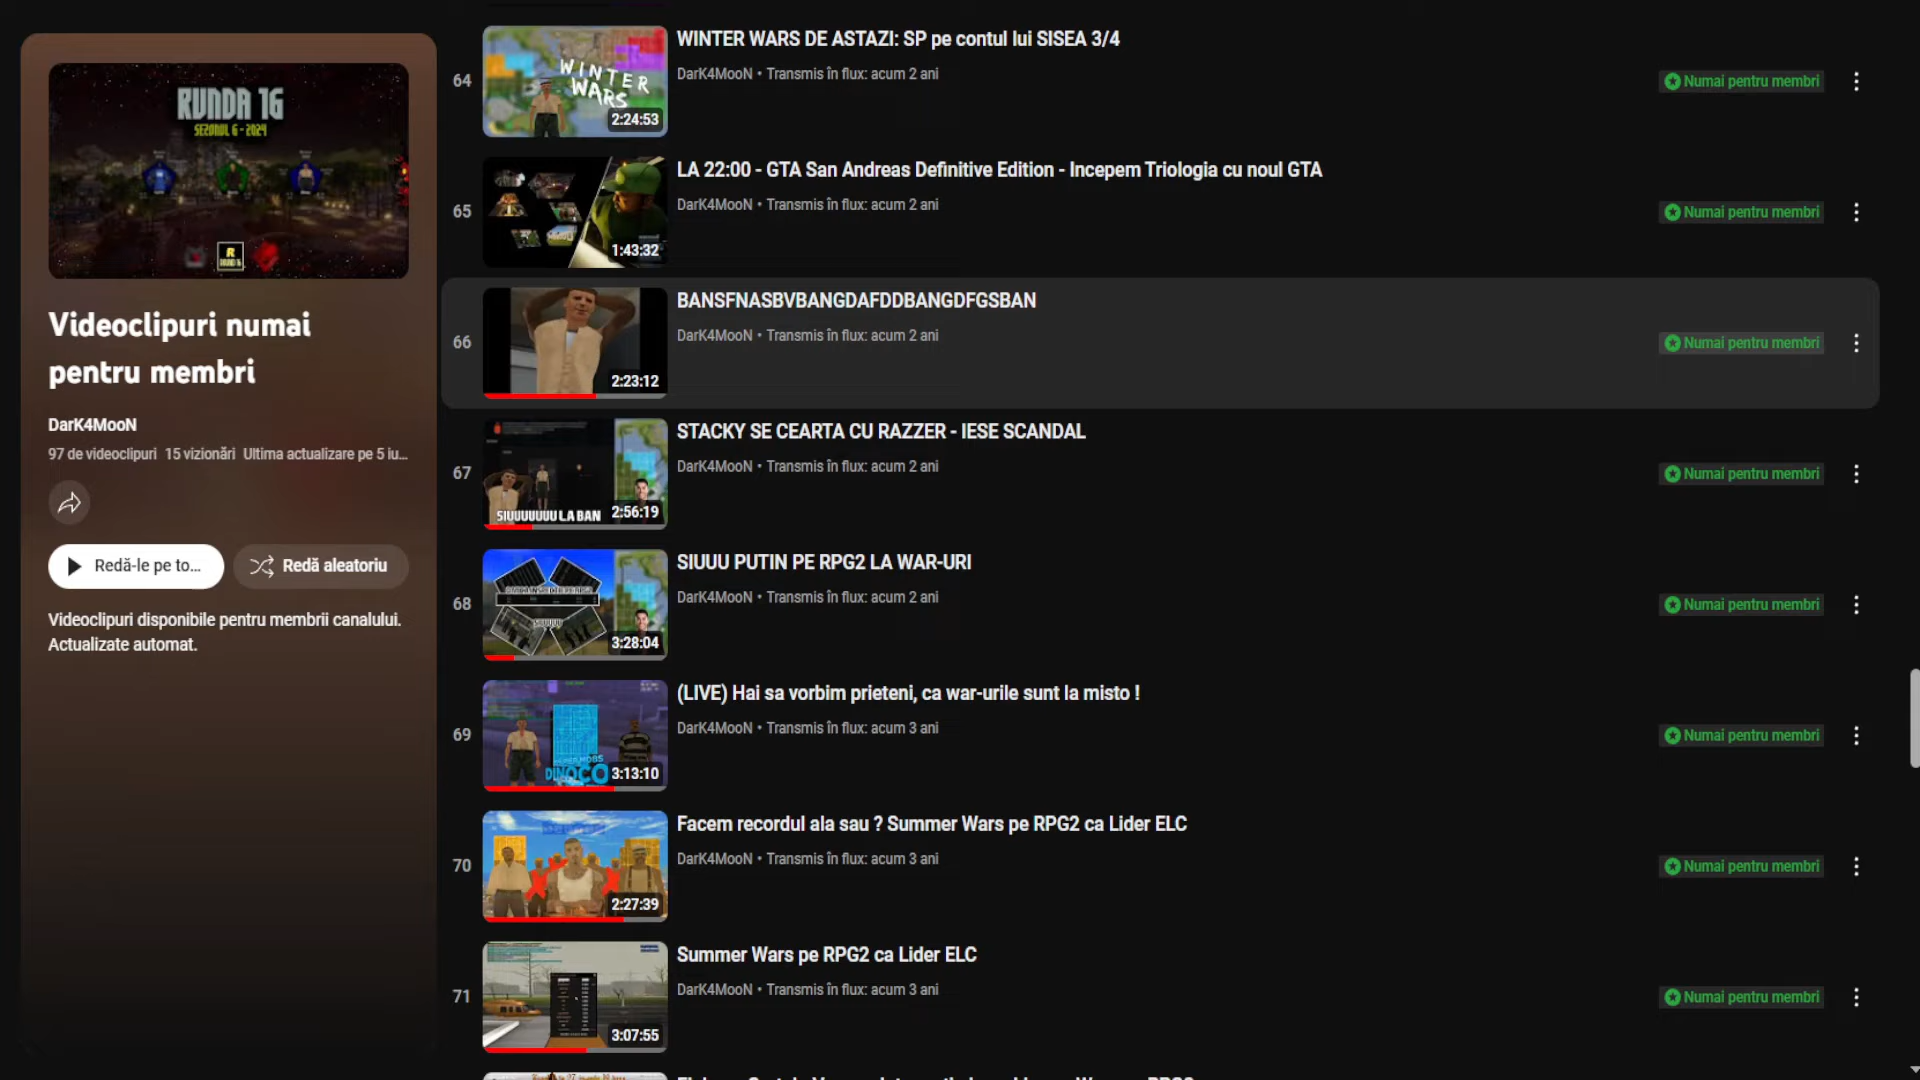 RUNDA 16
SEZONUL 6 - 2024
R
Videoclipuri numai
pentru membri
DarK4MooN
97 de videoclipuri 15 vizionări Ultima actualizare pe 5 iu...
Redă-le pe to...
Redă aleatoriu
Videoclipuri disponibile pentru membrii canalului.
Actualizate automat.
64
WINTER
WARS
2:24:53
WINTER WARS DE ASTAZI: SP pe contul lui SISEA 3/4
DarK4MooN • Transmis în flux: acum 2 ani
Numai pentru membri
65
1:43:32
LA 22:00 - GTA San Andreas Definitive Edition - Incepem Triologia cu noul GTA
DarK4MooN • Transmis în flux: acum 2 ani
Numai pentru membri
66
2:23:12
BANSFNASBVBANGDAFDDBANGDFGSBAN
DarK4MooN • Transmis în flux: acum 2 ani
Numai pentru membri
67
SIUUUUUUU LA BAN
2:56:19
STACKY SE CEARTA CU RAZZER - IESE SCANDAL
DarK4MooN • Transmis în flux: acum 2 ani
Numai pentru membri
68
3:28:04
SIUUU PUTIN PE RPG2 LA WAR-URI
DarK4MooN • Transmis în flux: acum 2 ani
Numai pentru membri
69
DINOCO
3:13:10
(LIVE) Hai sa vorbim prieteni, ca war-urile sunt la misto !
DarK4MooN • Transmis în flux: acum 3 ani
Numai pentru membri
70
2:27:39
Facem recordul ala sau ? Summer Wars pe RPG2 ca Lider ELC
DarK4MooN • Transmis în flux: acum 3 ani
Numai pentru membri
71
3:07:55
Summer Wars pe RPG2 ca Lider ELC
DarK4MooN • Transmis în flux: acum 3 ani
Numai pentru membri